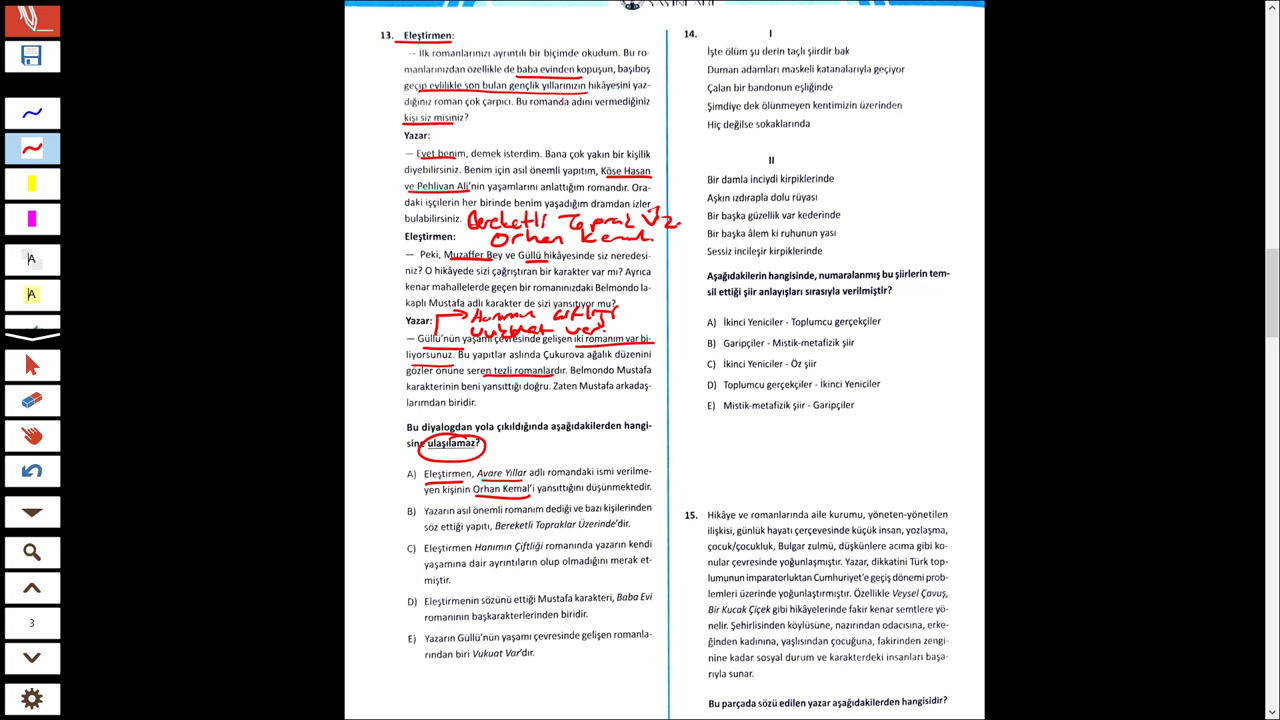 YAYINLARI
13. Eleştirmen:
— İlk romanlarınızı ayrıntılı bir biçimde okudum. Bu ro-
manlarınızdan özellikle de baba evinden kopuşun, başıboş
geçip evlilikle son bulan gençlik yıllarınızın hikâyesini yaz-
dığınız roman çok çarpıcı. Bu romanda adını vermediğiniz
kişi siz misiniz?
Yazar:
— Evet benim, demek isterdim. Bana çok yakın bir kişilik
diyebilirsiniz. Benim için asıl önemli yapıtım, Köse Hasan
ve Pehlivan Ali'nin yaşamlarını anlattığım romandır. Ora-
daki işçilerin her birinde benim yaşadığım dramdan izler
bulabilirsiniz.
Bereketli Toprak Üz
Orhan Kemal
Eleştirmen:
— Peki, Muzaffer Bey ve Güllü hikâyesinde siz neredesi-
niz? O hikâyede sizi çağrıştıran bir karakter var mı? Ayrıca
kenar mahallelerde geçen bir romanınızdaki Belmondo la-
kaplı Mustafa adlı karakter de sizi yansıtıyor mu?
Yazar:
Hanımın Çiftliği
Vukuat var.
— Güllü'nün yaşamı çevresinde gelişen iki romanım var bi-
liyorsunuz. Bu yapıtlar aslında Çukurova ağalık düzenini
gözler önüne seren tezli romanlardır. Belmondo Mustafa
karakterinin beni yansıttığı doğru. Zaten Mustafa arkadaş-
larımdan biridir.
Bu diyalogdan yola çıkıldığında aşağıdakilerden hangi-
sine ulaşılamaz?
A) Eleştirmen, Avare Yıllar adlı romandaki ismi verilme-
yen kişinin Orhan Kemal'i yansıttığını düşünmektedir.
B) Yazarın asıl önemli romanım dediği ve bazı kişilerinden
söz ettiği yapıtı, Bereketli Topraklar Üzerinde'dir.
C) Eleştirmen Hanımın Çiftliği romanında yazarın kendi
yaşamına dair ayrıntıların olup olmadığını merak et-
miştir.
D) Eleştirmenin sözünü ettiği Mustafa karakteri, Baba Evi
romanının başkarakterlerinden biridir.
E) Yazarın Güllü'nün yaşamı çevresinde gelişen romanla-
rından biri Vukuat Var'dır.
14. I
İşte ölüm şu derin taçlı şiirdir bak
Duman adamları maskeli katanalarıyla geçiyor
Çalan bir bandonun eşliğinde
Şimdiye dek ölünmeyen kentimizin üzerinden
Hiç değilse sokaklarında
II
Bir damla inciydi kirpiklerinde
Aşkın ızdırapla dolu rüyası
Bir başka güzellik var kederinde
Bir başka âlem ki ruhunun yası
Sessiz incileşir kirpiklerinde
Aşağıdakilerin hangisinde, numaralanmış bu şiirlerin tem-
sil ettiği şiir anlayışları sırasıyla verilmiştir?
A) İkinci Yeniciler - Toplumcu gerçekçiler
B) Garipçiler - Mistik-metafizik şiir
C) İkinci Yeniciler - Öz şiir
D) Toplumcu gerçekçiler - İkinci Yeniciler
E) Mistik-metafizik şiir - Garipçiler
15. Hikâye ve romanlarında aile kurumu, yöneten-yönetilen
ilişkisi, günlük hayatı çerçevesinde küçük insan, yozlaşma,
çocuk/çocukluk, Bulgar zulmü, düşkünlere acıma gibi ko-
nular çevresinde yoğunlaşmıştır. Yazar, dikkatini Türk top-
lumunun imparatorluktan Cumhuriyet'e geçiş dönemi prob-
lemleri üzerinde yoğunlaştırmıştır. Özellikle Veysel Çavuş,
Bir Kucak Çiçek gibi hikâyelerinde fakir kenar semtlere yö-
nelir. Şehirlisinden köylüsüne, nazırından odacısına, erke-
ğinden kadınına, yaşlısından çocuğuna, fakirinden zengi-
nine kadar sosyal durum ve karakterdeki insanları başa-
rıyla sunar.
Bu parçada sözü edilen yazar aşağıdakilerden hangisidir?
A
A
3